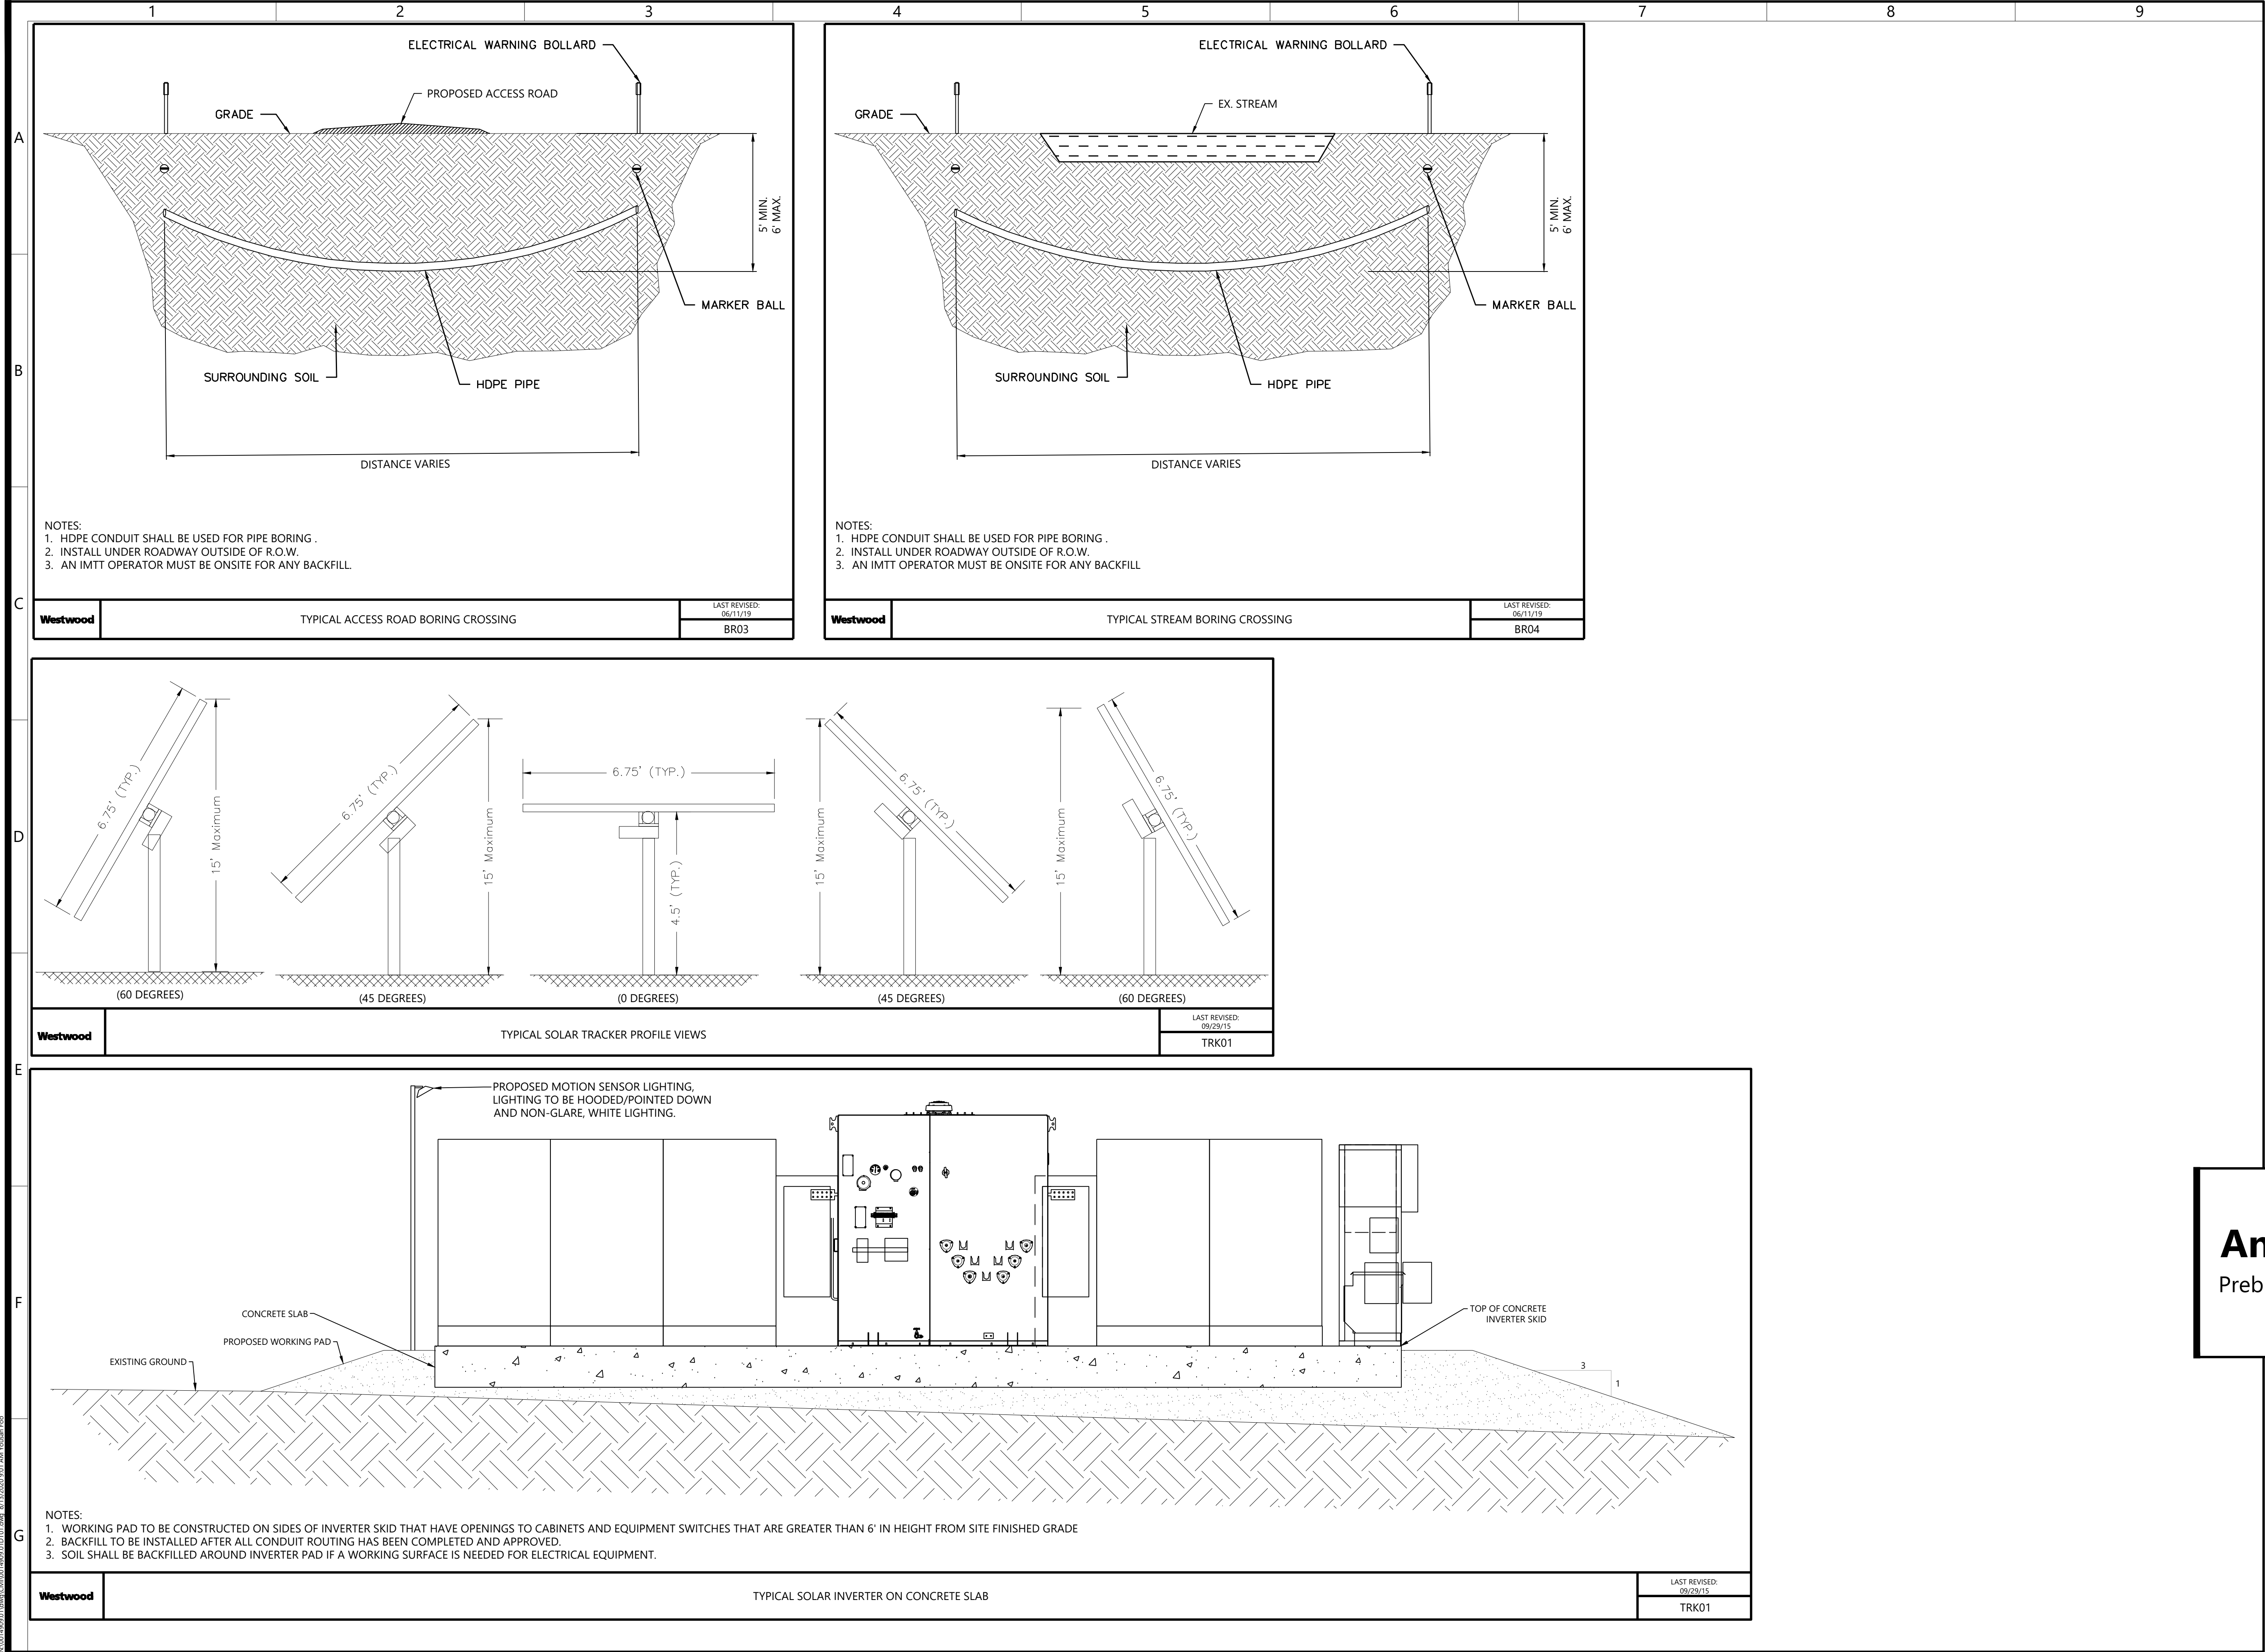 1 2 3 4 5 6 7 8 9
A
B
C
D
E
F
G
ELECTRICAL WARNING BOLLARD
PROPOSED ACCESS ROAD
GRADE
5' MIN.
6' MAX.
MARKER BALL
SURROUNDING SOIL
HDPE PIPE
DISTANCE VARIES
NOTES:
1. HDPE CONDUIT SHALL BE USED FOR PIPE BORING .
2. INSTALL UNDER ROADWAY OUTSIDE OF R.O.W.
3. AN IMTT OPERATOR MUST BE ONSITE FOR ANY BACKFILL.
Westwood
TYPICAL ACCESS ROAD BORING CROSSING
LAST REVISED:
06/11/19
BR03
ELECTRICAL WARNING BOLLARD
EX. STREAM
GRADE
5' MIN.
6' MAX.
MARKER BALL
SURROUNDING SOIL
HDPE PIPE
DISTANCE VARIES
NOTES:
1. HDPE CONDUIT SHALL BE USED FOR PIPE BORING .
2. INSTALL UNDER ROADWAY OUTSIDE OF R.O.W.
3. AN IMTT OPERATOR MUST BE ONSITE FOR ANY BACKFILL
Westwood
TYPICAL STREAM BORING CROSSING
LAST REVISED:
06/11/19
BR04
6.75' (TYP.)
15' Maximum
(60 DEGREES)
6.75' (TYP.)
15' Maximum
(45 DEGREES)
6.75' (TYP.)
4.5' (TYP.)
(0 DEGREES)
15' Maximum
6.75' (TYP.)
(45 DEGREES)
15' Maximum
6.75' (TYP.)
(60 DEGREES)
Westwood
TYPICAL SOLAR TRACKER PROFILE VIEWS
LAST REVISED:
09/29/15
TRK01
PROPOSED MOTION SENSOR LIGHTING,
LIGHTING TO BE HOODED/POINTED DOWN
AND NON-GLARE, WHITE LIGHTING.
CONCRETE SLAB
PROPOSED WORKING PAD
EXISTING GROUND
TOP OF CONCRETE
INVERTER SKID
3
1
NOTES:
1. WORKING PAD TO BE CONSTRUCTED ON SIDES OF INVERTER SKID THAT HAVE OPENINGS TO CABINETS AND EQUIPMENT SWITCHES THAT ARE GREATER THAN 6' IN HEIGHT FROM SITE FINISHED GRADE
2. BACKFILL TO BE INSTALLED AFTER ALL CONDUIT ROUTING HAS BEEN COMPLETED AND APPROVED.
3. SOIL SHALL BE BACKFILLED AROUND INVERTER PAD IF A WORKING SURFACE IS NEEDED FOR ELECTRICAL EQUIPMENT.
Westwood
TYPICAL SOLAR INVERTER ON CONCRETE SLAB
LAST REVISED:
09/29/15
TRK01
An
Preb